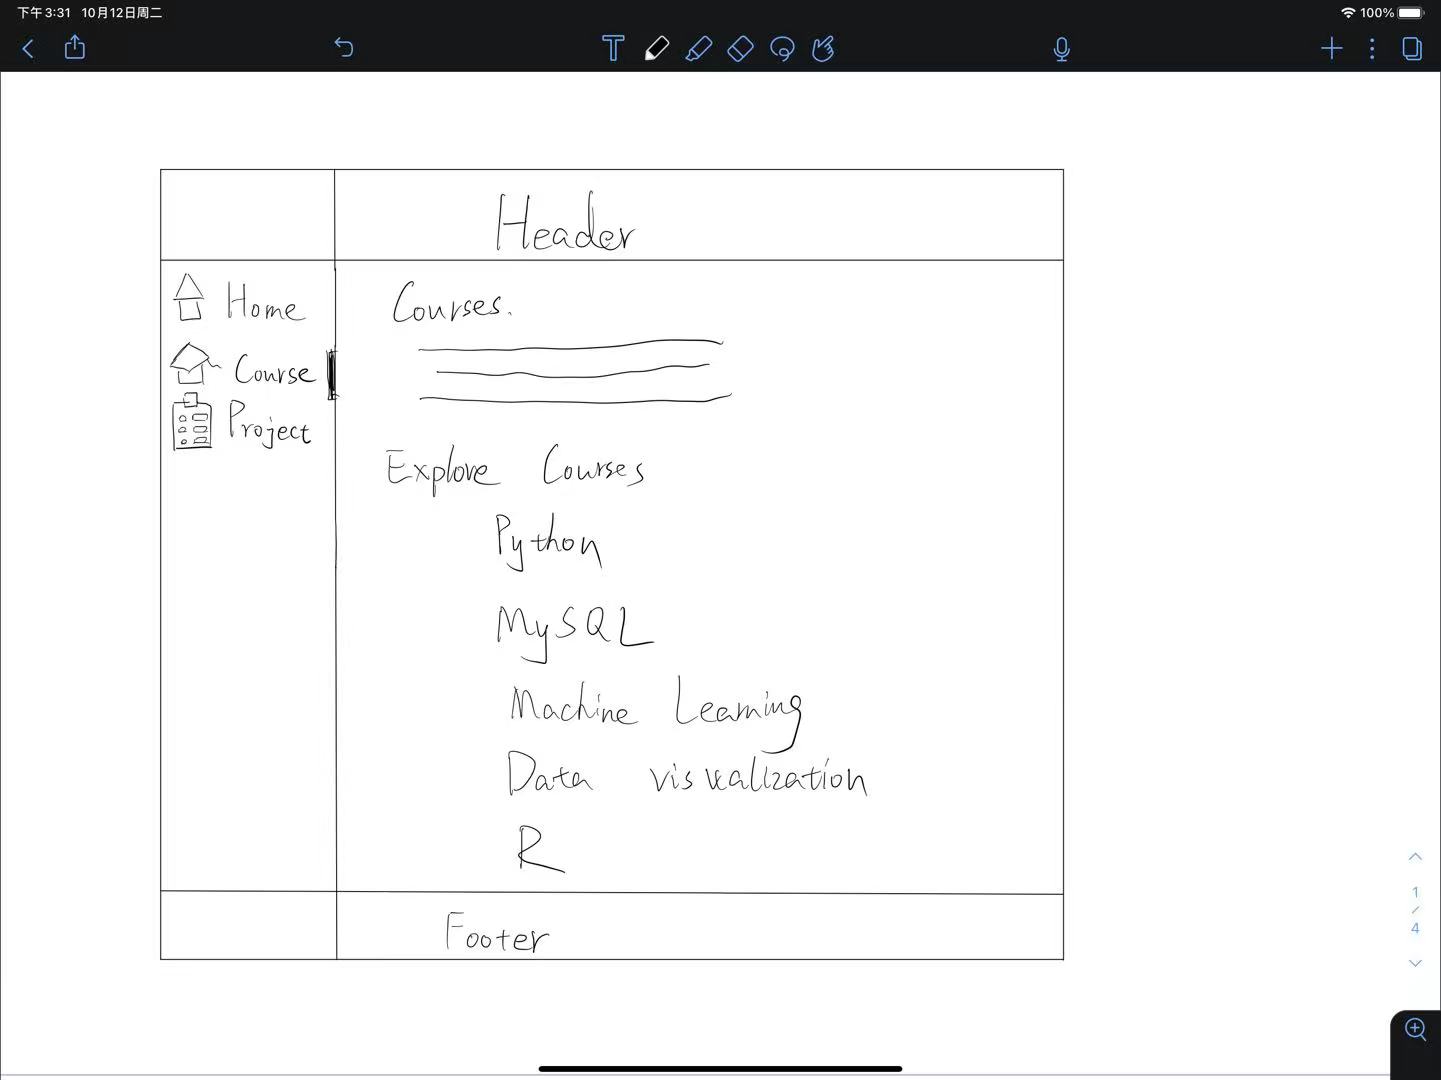 下午3:31 10月12日周二
100%
T
Header
Home
Courses.
Course
Project
Explore Courses
Python
MySQL
Machine Learning
Data visualization
R
1
/
4
Footer